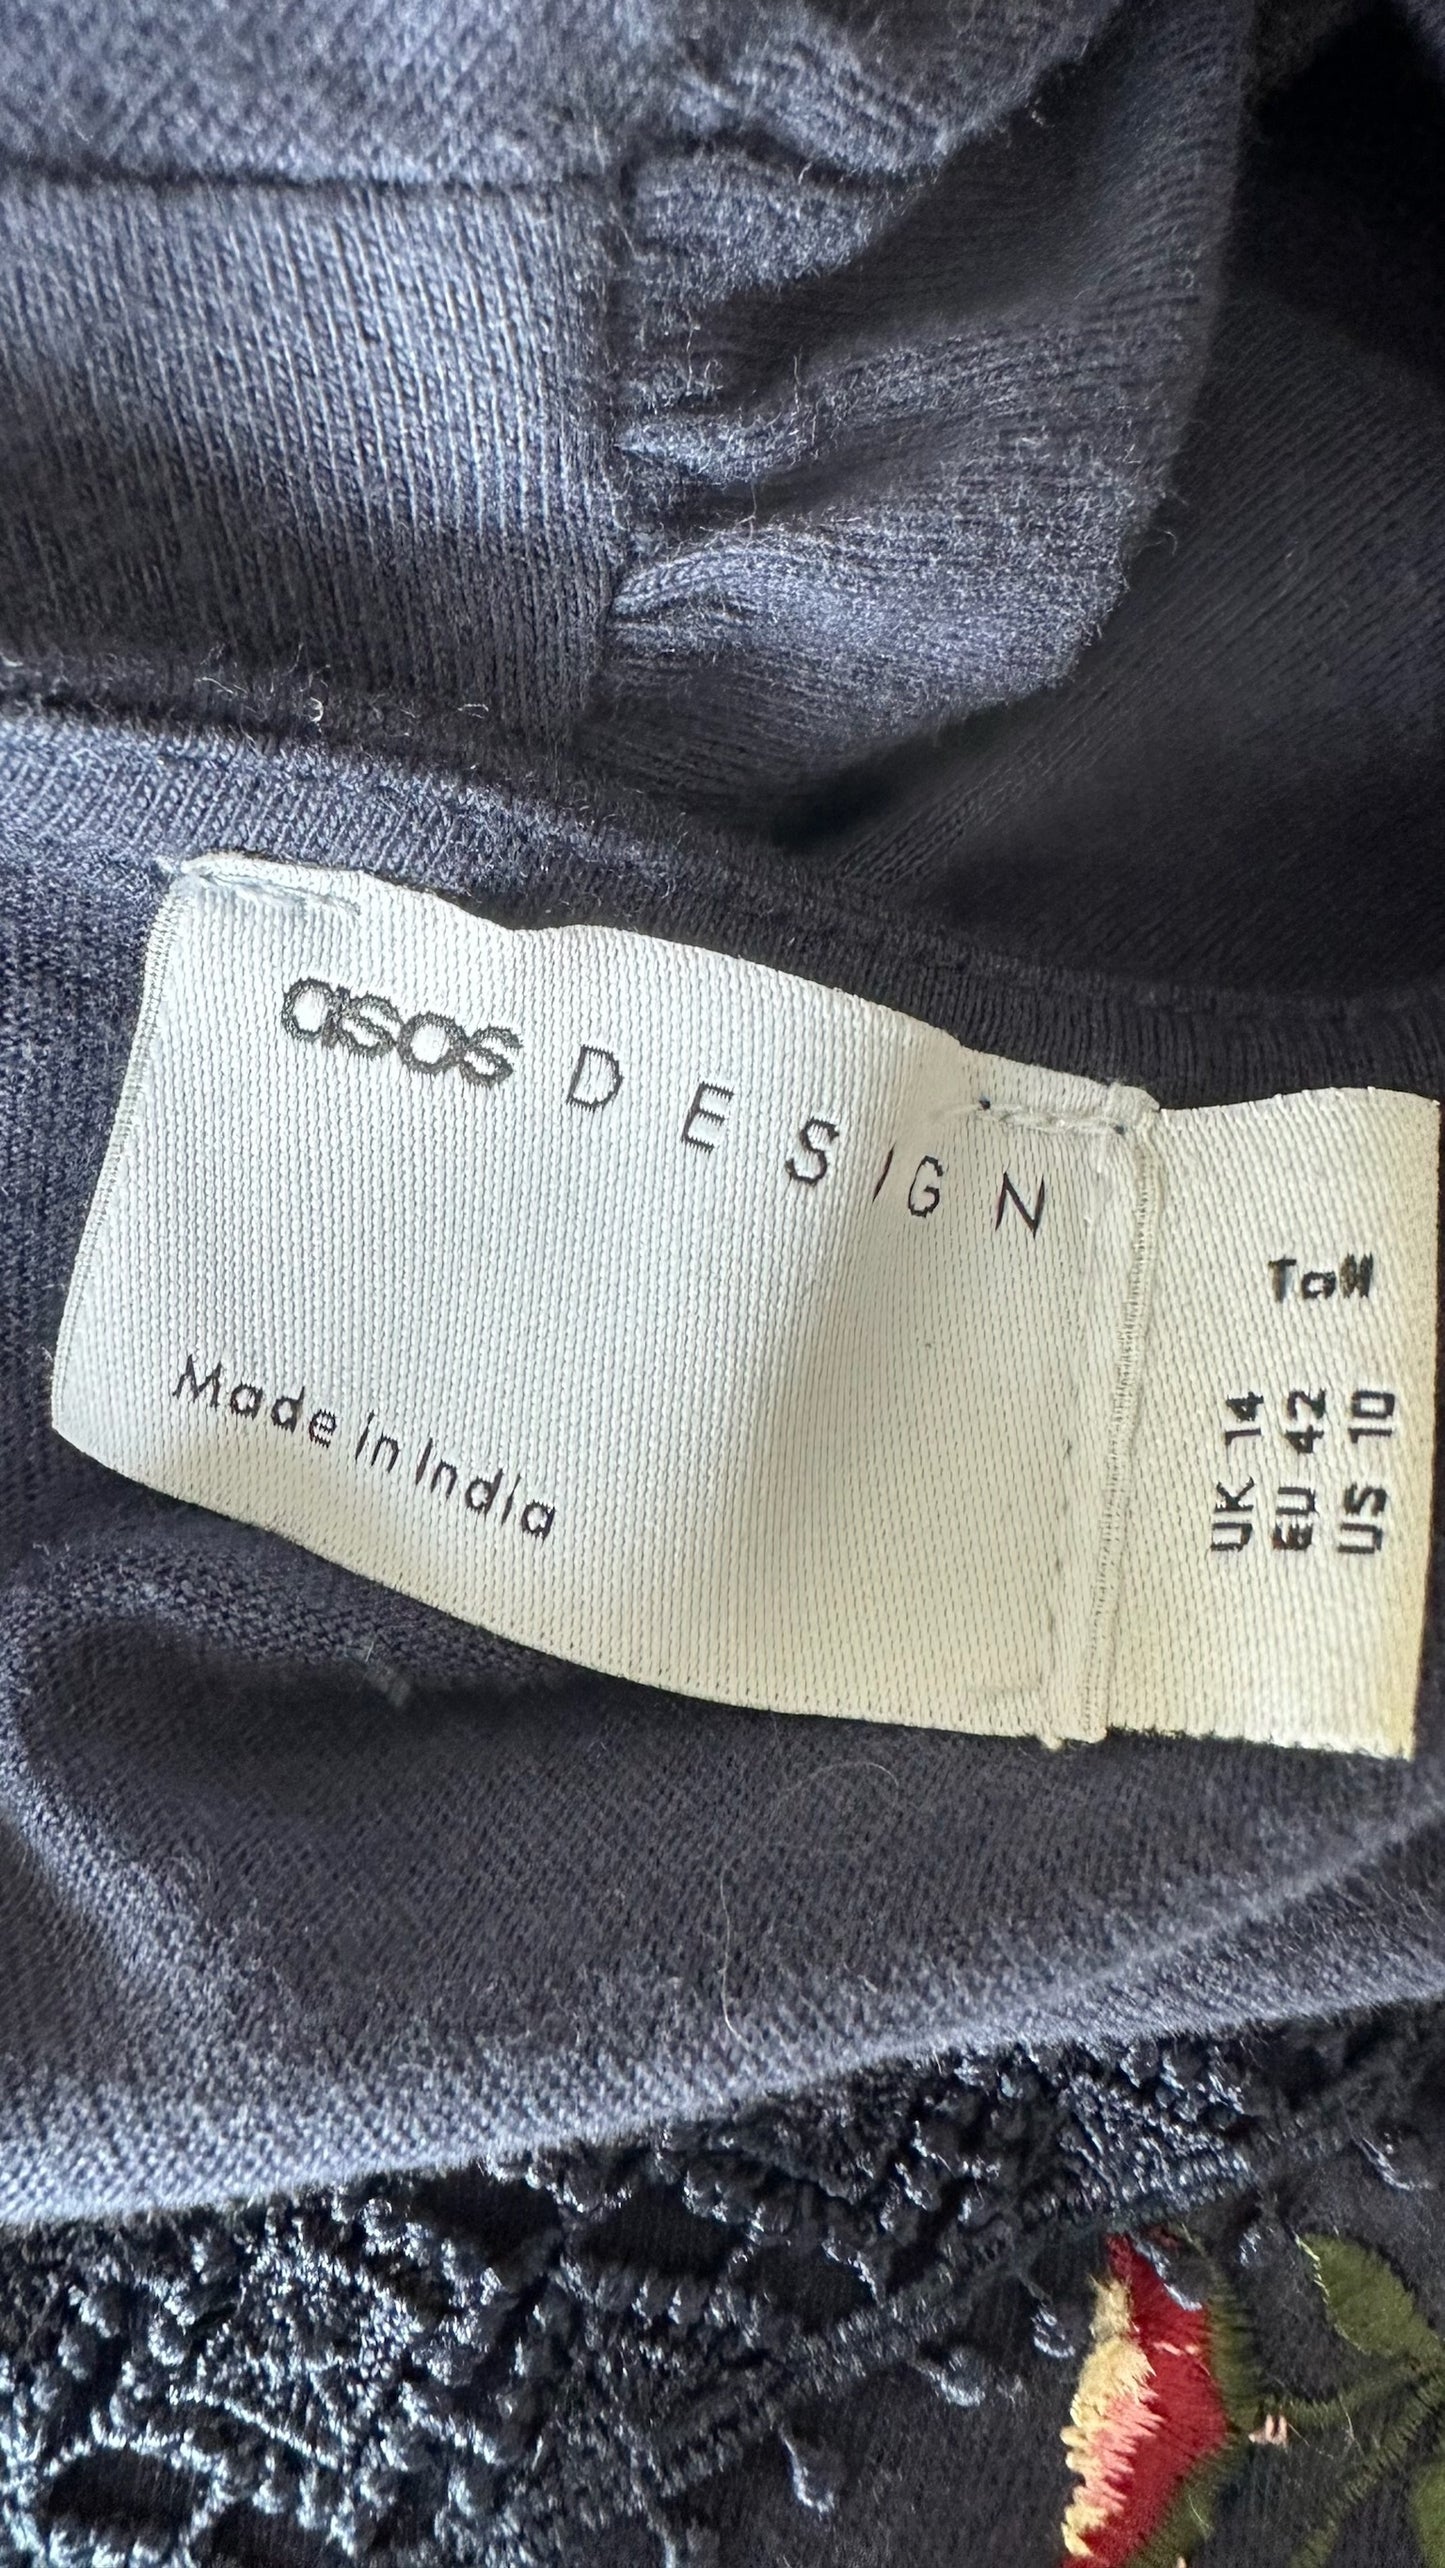 asos DESIGN
Made in India
Tall
UK 14
EU 42
US 10